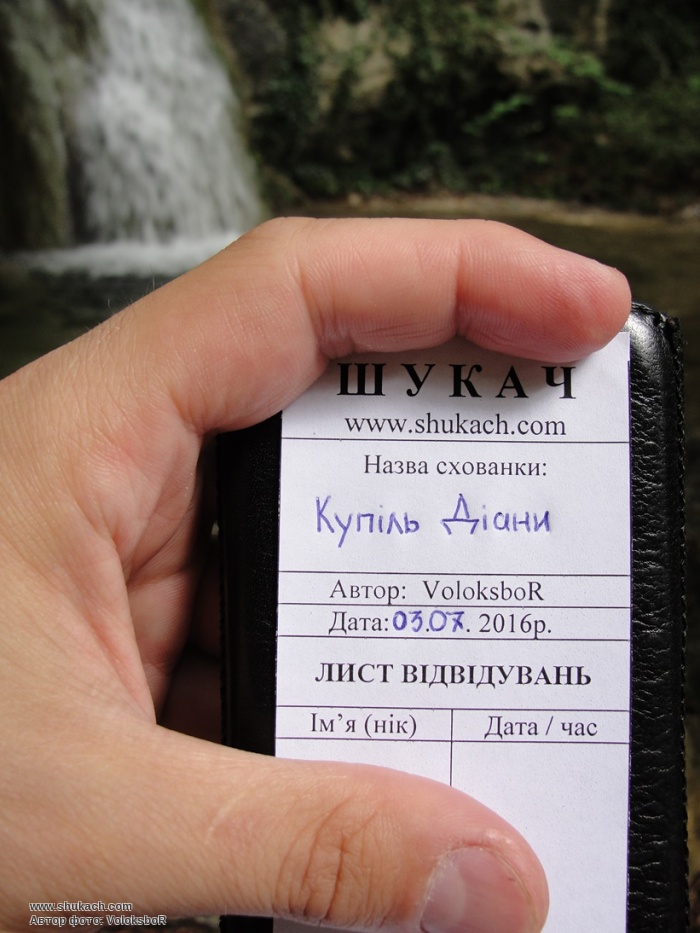 ШУКАЧ
www.shukach.com
Назва схованки:
Купіль Діани
Автор: VoloksboR
Дата:03.07. 2016р.
ЛИСТ ВІДВІДУВАНЬ
Ім’я (нік) Дата / час
www.shukach.com
Автор фото: VoloksboR